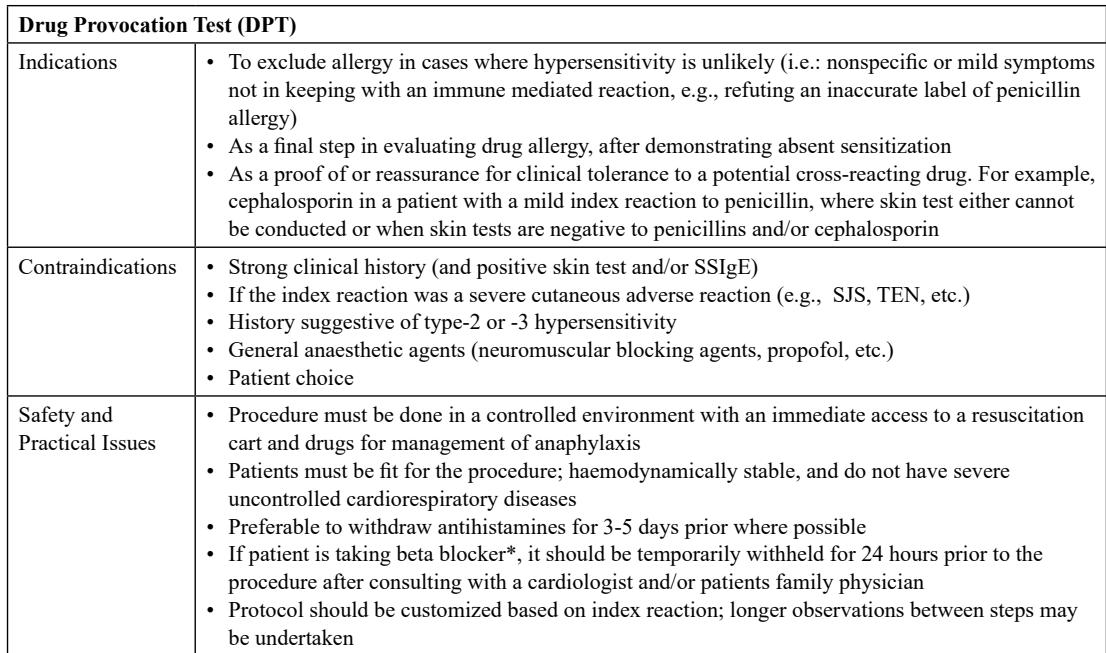 Drug Provocation Test (DPT)
Indications
• To exclude allergy in cases where hypersensitivity is unlikely (i.e.: nonspecific or mild symptoms
not in keeping with an immune mediated reaction, e.g., refuting an inaccurate label of penicillin
allergy)
• As a final step in evaluating drug allergy, after demonstrating absent sensitization
• As a proof of or reassurance for clinical tolerance to a potential cross-reacting drug. For example,
cephalosporin in a patient with a mild index reaction to penicillin, where skin test either cannot
be conducted or when skin tests are negative to penicillins and/or cephalosporin
Contraindications
• Strong clinical history (and positive skin test and/or SSIgE)
• If the index reaction was a severe cutaneous adverse reaction (e.g., SJS, TEN, etc.)
• History suggestive of type-2 or -3 hypersensitivity
• General anaesthetic agents (neuromuscular blocking agents, propofol, etc.)
• Patient choice
Safety and
Practical Issues
• Procedure must be done in a controlled environment with an immediate access to a resuscitation
cart and drugs for management of anaphylaxis
• Patients must be fit for the procedure; haemodynamically stable, and do not have severe
uncontrolled cardiorespiratory diseases
• Preferable to withdraw antihistamines for 3-5 days prior where possible
• If patient is taking beta blocker*, it should be temporarily withheld for 24 hours prior to the
procedure after consulting with a cardiologist and/or patients family physician
• Protocol should be customized based on index reaction; longer observations between steps may
be undertaken